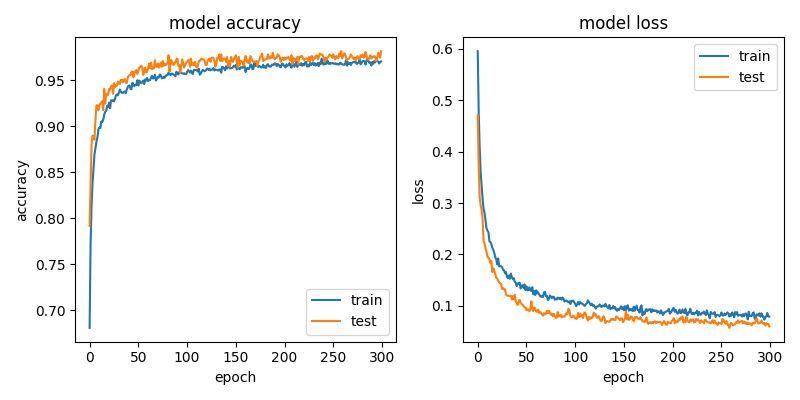 model accuracy
0.95
0.90
0.85
0.80
0.75
0.70
accuracy
train
test
0 50 100 150 200 250 300
epoch
model loss
0.6
0.5
0.4
0.3
0.2
0.1
loss
train
test
0 50 100 150 200 250 300
epoch